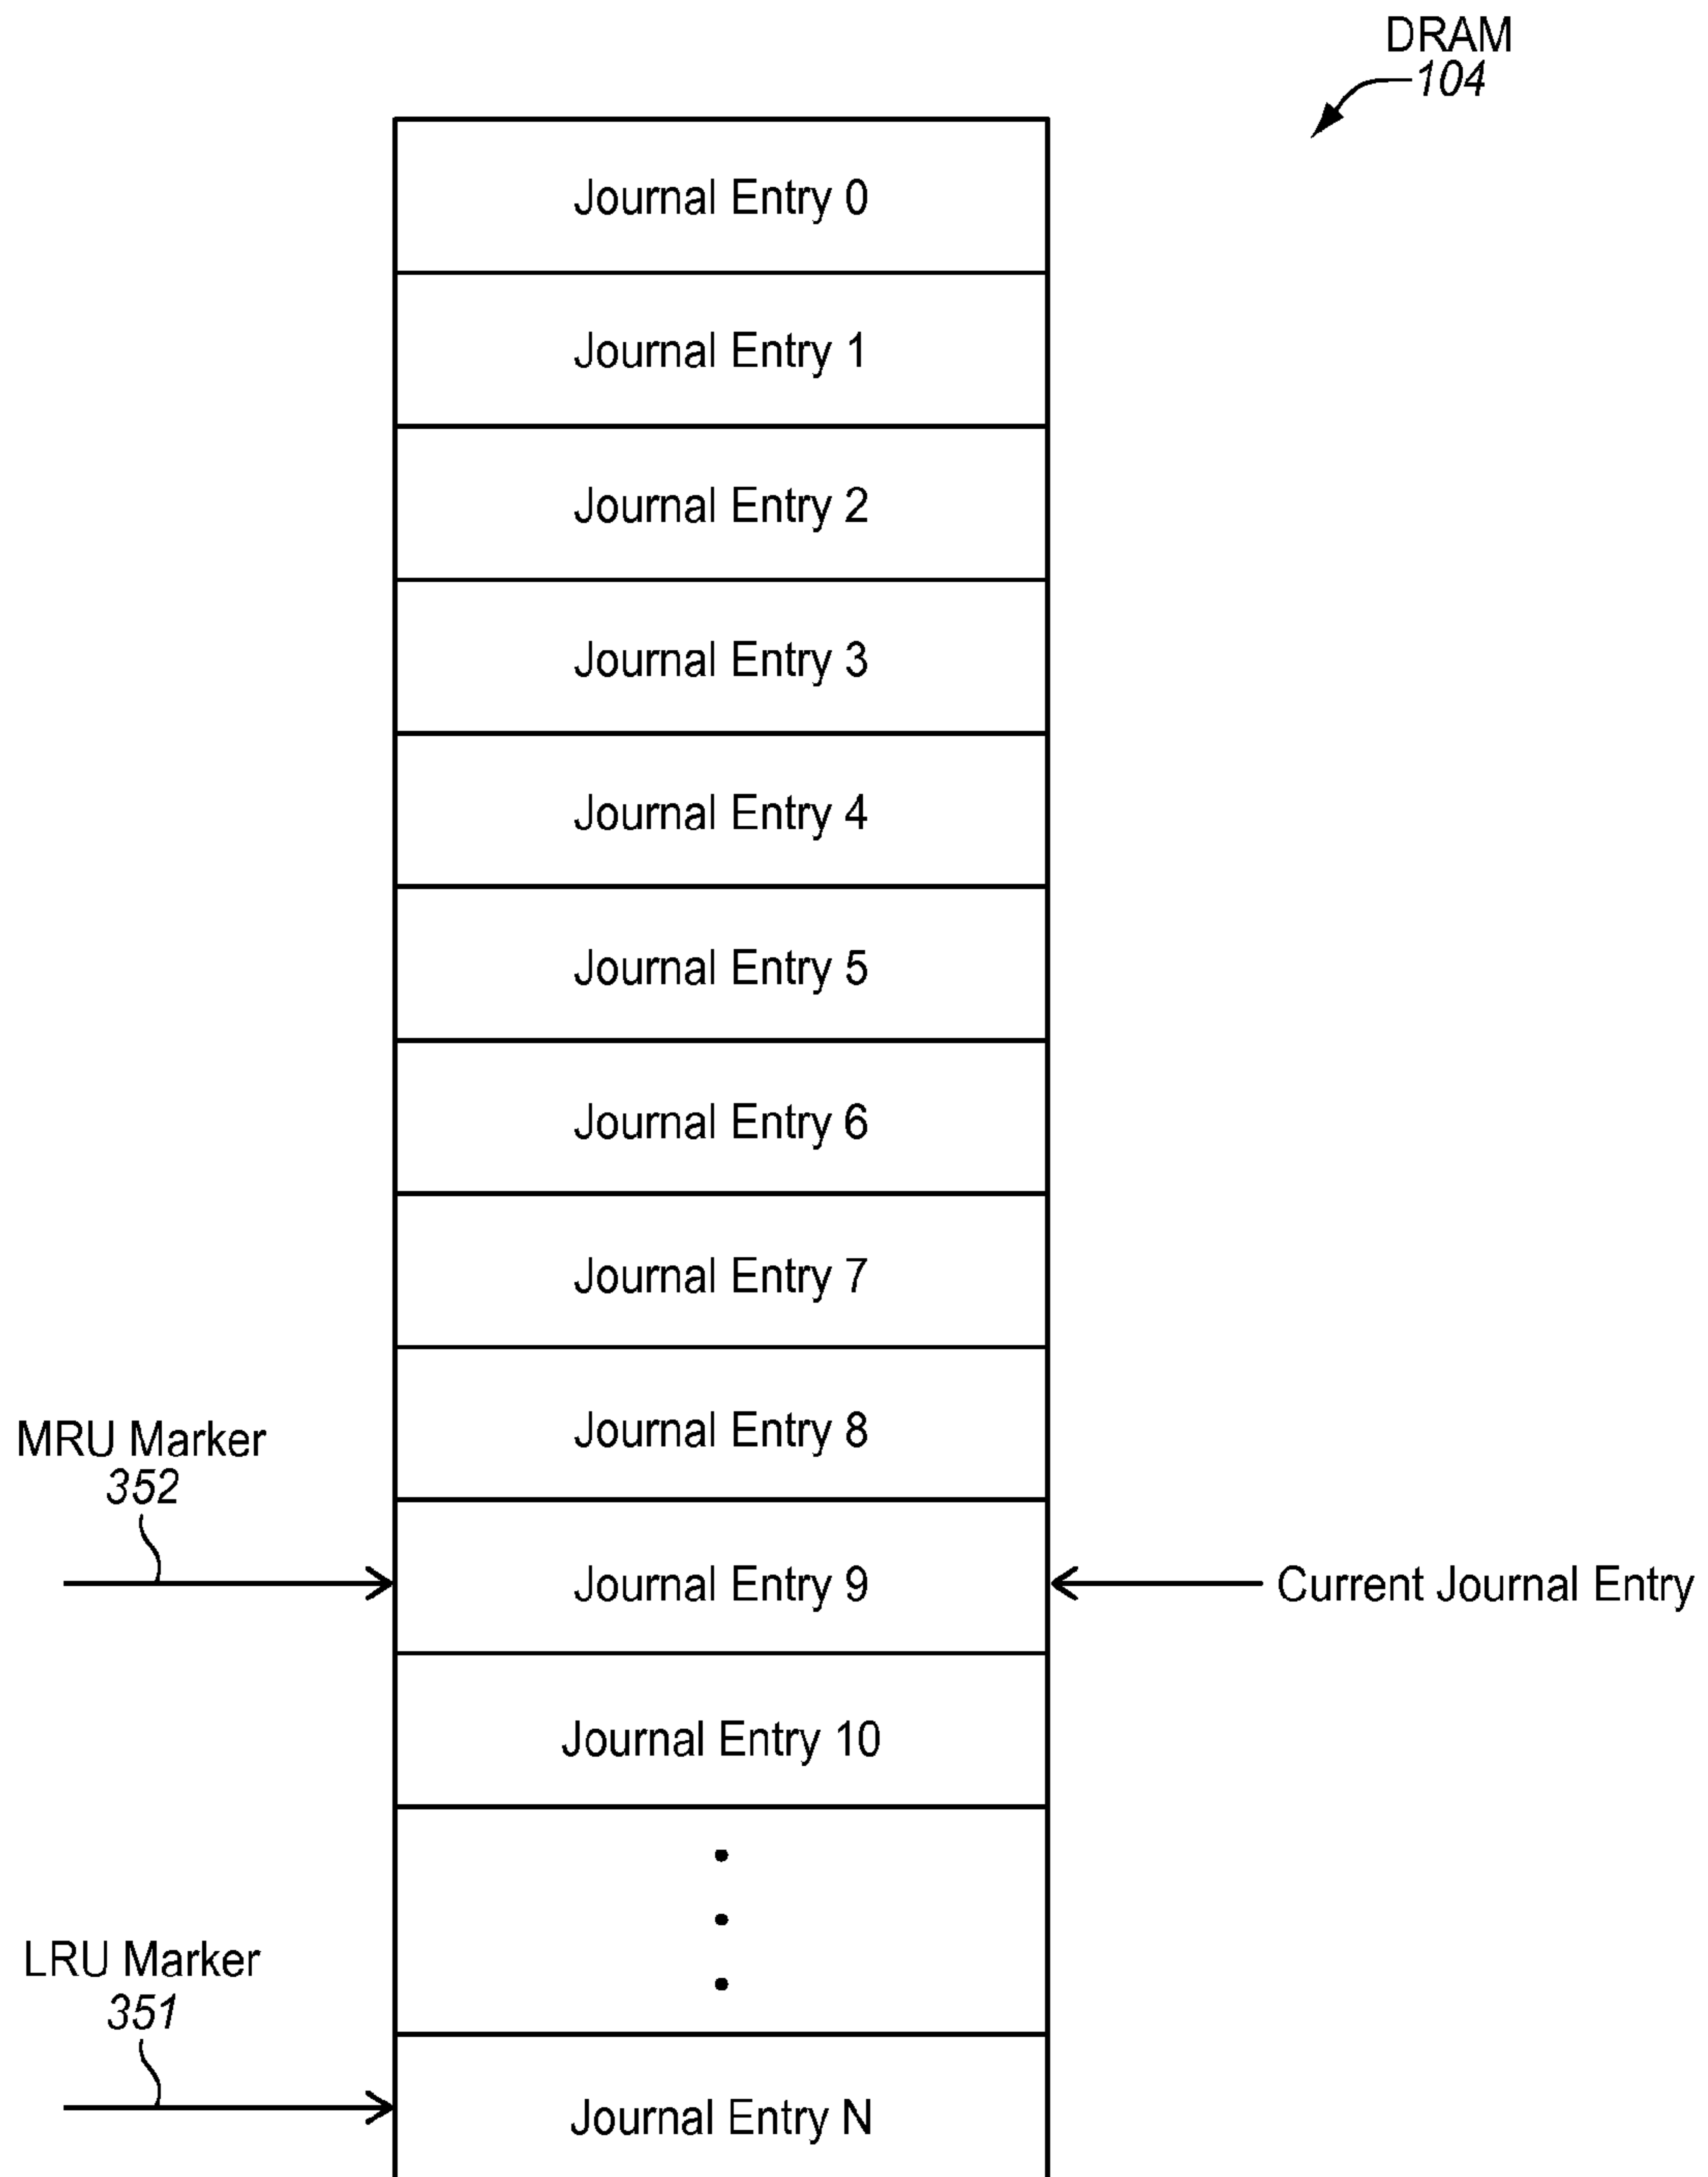 DRAM
104
Journal Entry 0
Journal Entry 1
Journal Entry 2
Journal Entry 3
Journal Entry 4
Journal Entry 5
Journal Entry 6
Journal Entry 7
Journal Entry 8
MRU Marker
352
Journal Entry 9
Current Journal Entry
Journal Entry 10
LRU Marker
351
Journal Entry N